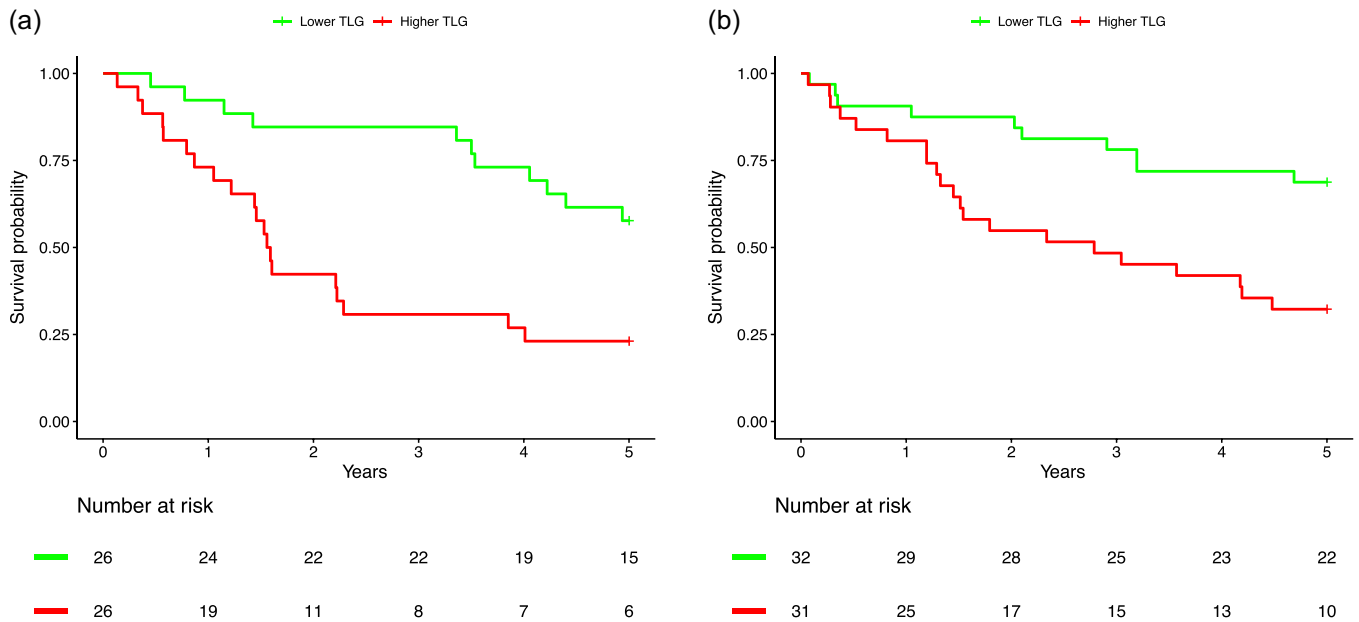 (a)
Lower TLG Higher TLG
Survival probability
1.00
0.75
0.50
0.25
0.00
0 1 2 3 4 5
Years
Number at risk
26 24 22 22 19 15
26 19 11 8 7 6
(b)
Lower TLG Higher TLG
Survival probability
1.00
0.75
0.50
0.25
0.00
0 1 2 3 4 5
Years
Number at risk
32 29 28 25 23 22
31 25 17 15 13 10